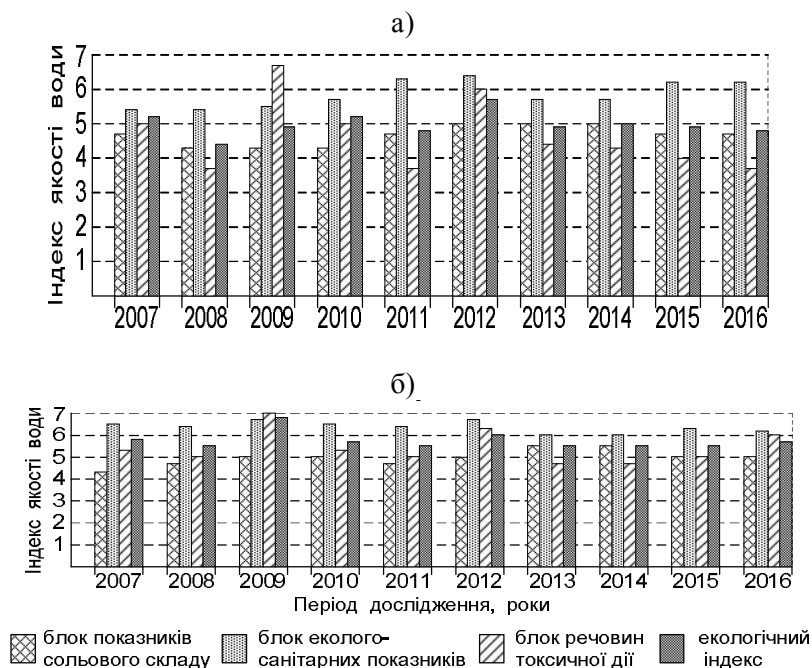 а)
Індекс якості води
7
6
5
4
3
2
1
2007 2008 2009 2010 2011 2012 2013 2014 2015 2016
б)
Індекс якості води
7
6
5
4
3
2
1
2007 2008 2009 2010 2011 2012 2013 2014 2015 2016
Період дослідження, роки
блок показників
сольового складу
блок еколого-
санітарних показників
блок речовин
токсичної дії
екологічний
індекс